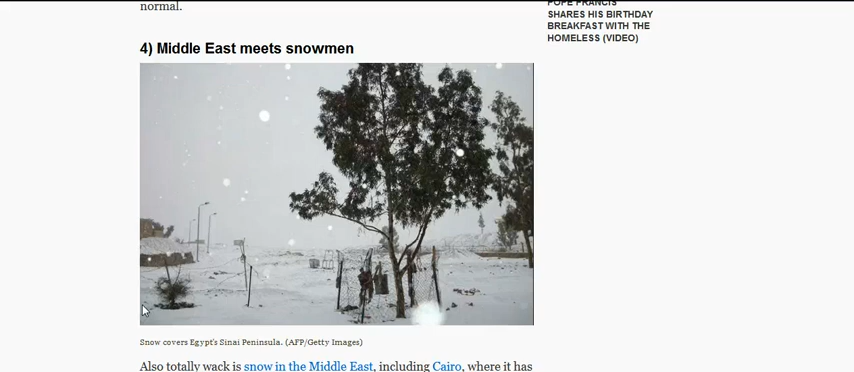 normal.
POPE FRANCIS
SHARES HIS BIRTHDAY
BREAKFAST WITH THE
HOMELESS (VIDEO)
4) Middle East meets snowmen
Snow covers Egypt's Sinai Peninsula. (AFP/Getty Images)
Also totally wack is snow in the Middle East, including Cairo, where it has